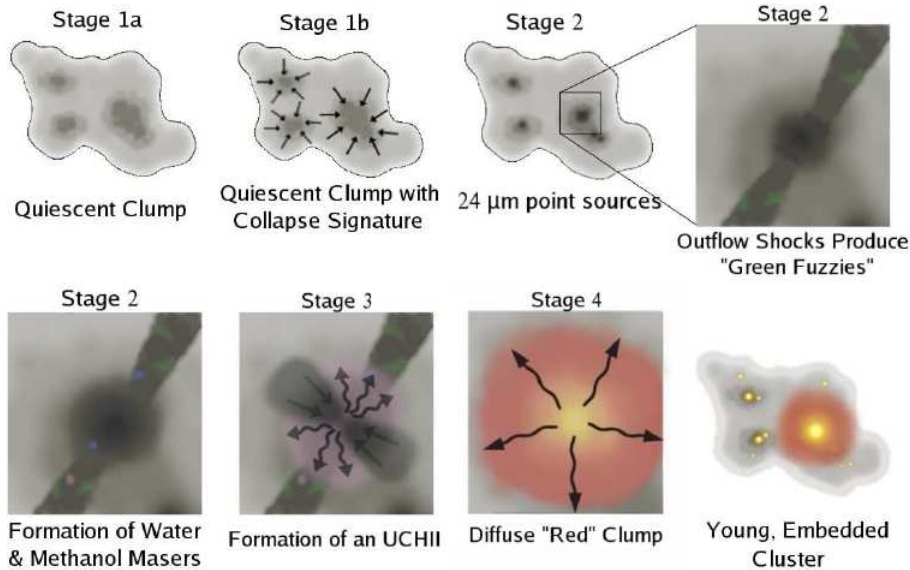 Stage 1a
Quiescent Clump
Stage 1b
Quiescent Clump with
Collapse Signature
Stage 2
24 µm point sources
Stage 2
Outflow Shocks Produce
"Green Fuzzies"
Stage 2
Formation of Water
& Methanol Masers
Stage 3
Formation of an UCHII
Stage 4
Diffuse "Red" Clump
Young, Embedded
Cluster